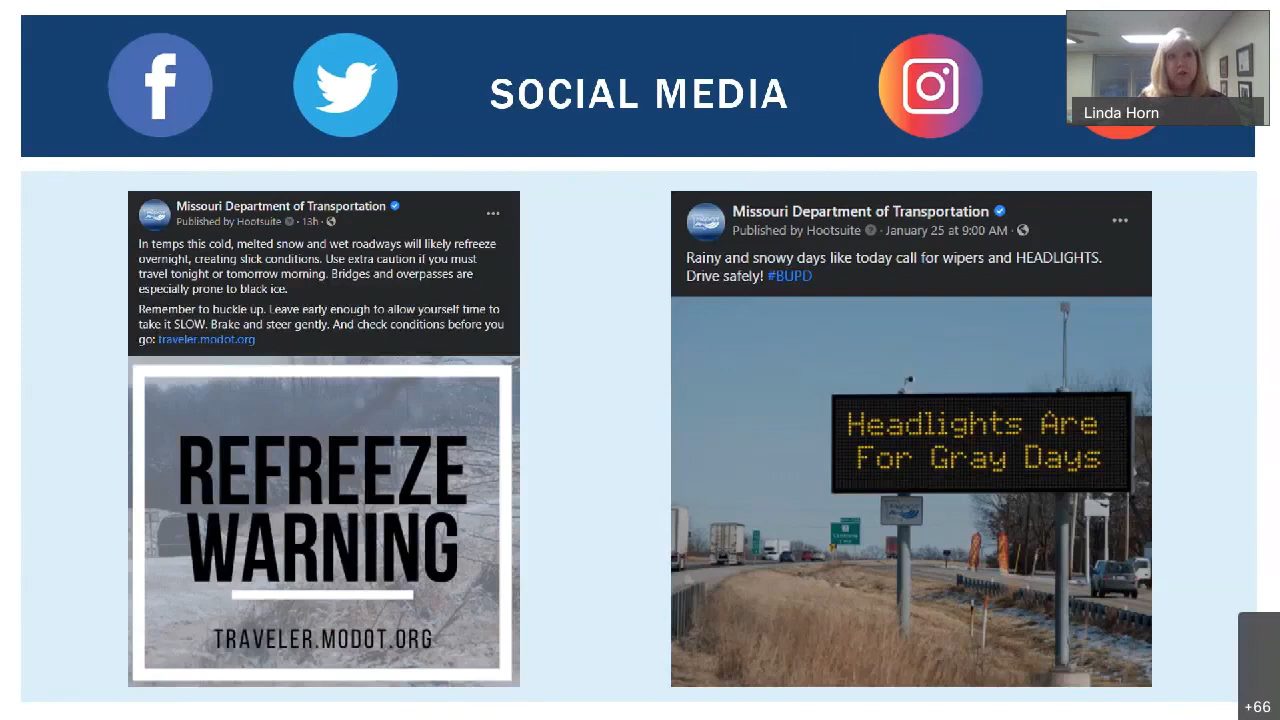 SOCIAL MEDIA
Linda Horn
Missouri Department of Transportation
Published by Hootsuite · 13h ·
In temps this cold, melted snow and wet roadways will likely refreeze
overnight, creating slick conditions. Use extra caution if you must
travel tonight or tomorrow morning. Bridges and overpasses are
especially prone to black ice.
Remember to buckle up. Leave early enough to allow yourself time to
take it SLOW. Brake and steer gently. And check conditions before you
go: traveler.modot.org
REFREEZE
WARNING
TRAVELER.MODOT.ORG
Missouri Department of Transportation
Published by Hootsuite · January 25 at 9:00 AM ·
Rainy and snowy days like today call for wipers and HEADLIGHTS.
Drive safely! #BUPD
Headlights Are
For Gray Days
+66